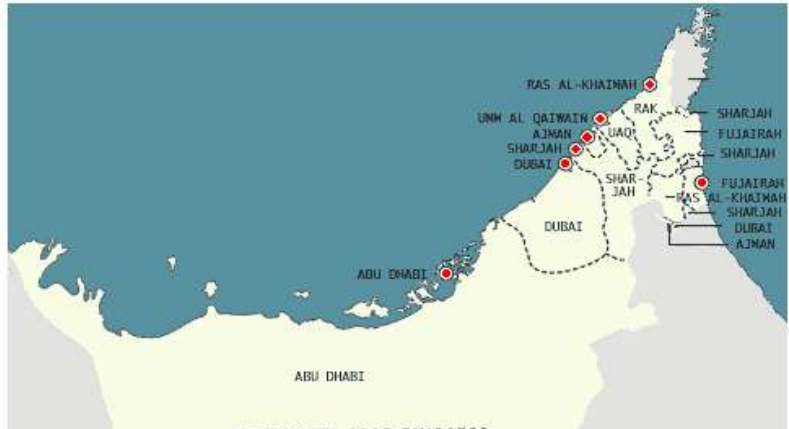 RAS AL-KHAIMAH
RAK
UMM AL QAIWAIN
UAQ
AJMAN
SHARJAH
DUBAI
SHARJAH
FUJAIRAH
SHARJAH
SHAR-
JAH
FUJAIRAH
RAS AL-KHAIMAH
SHARJAH
DUBAI
AJMAN
DUBAI
ABU DHABI
ABU DHABI